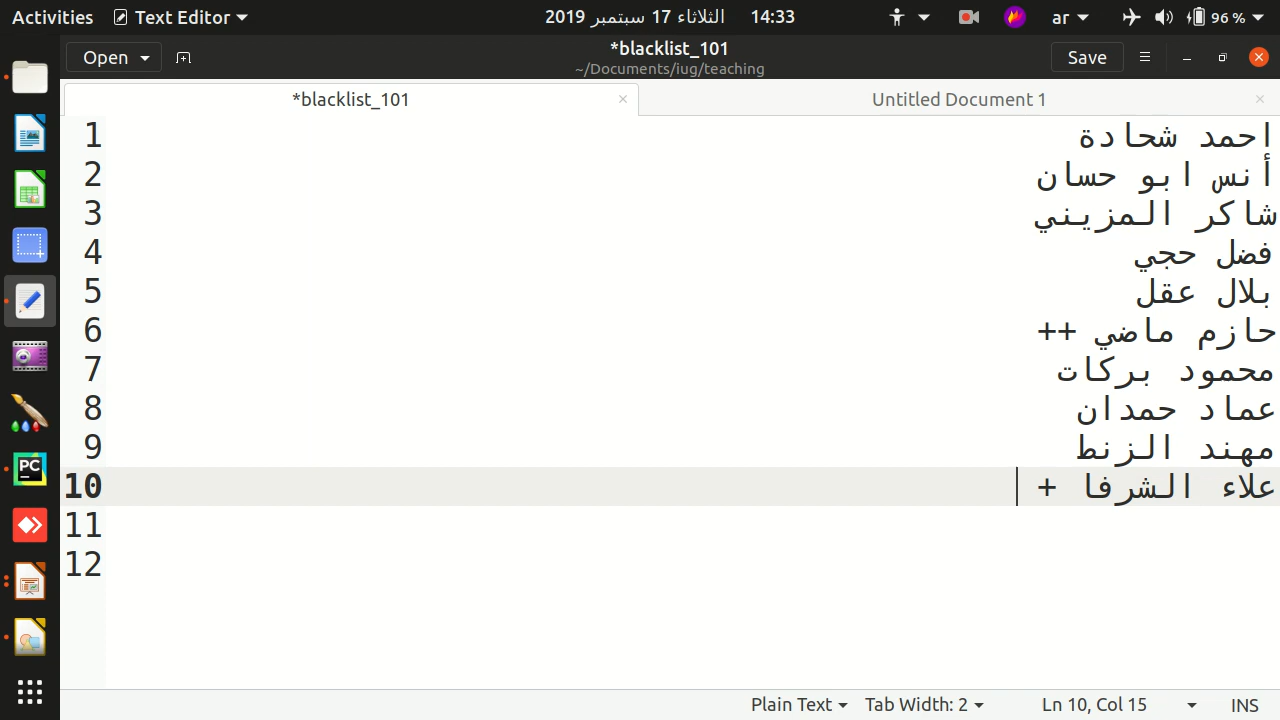 Activities Text Editor الثلاثاء 17 سبتمبر 2019 14:33 ar 96 %
Open *blacklist_101 Save
~/Documents/iug/teaching
*blacklist_101 Untitled Document 1
1 احمد شحادة
2 أنس ابو حسان
3 شاكر المزيني
4 فضل حجي
5 بلال عقل
6 حازم ماضي ++
7 محمود بركات
8 عماد حمدان
9 مهند الزنط
10 علاء الشرفا +
11
12
PC
Plain Text Tab Width: 2 Ln 10, Col 15 INS